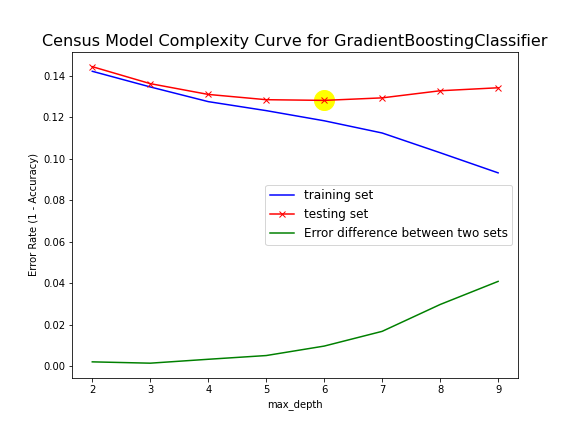 Census Model Complexity Curve for GradientBoostingClassifier
Error Rate (1 - Accuracy)
0.14
0.12
0.10
0.08
0.06
0.04
0.02
0.00
training set
testing set
Error difference between two sets
2 3 4 5 6 7 8 9
max_depth